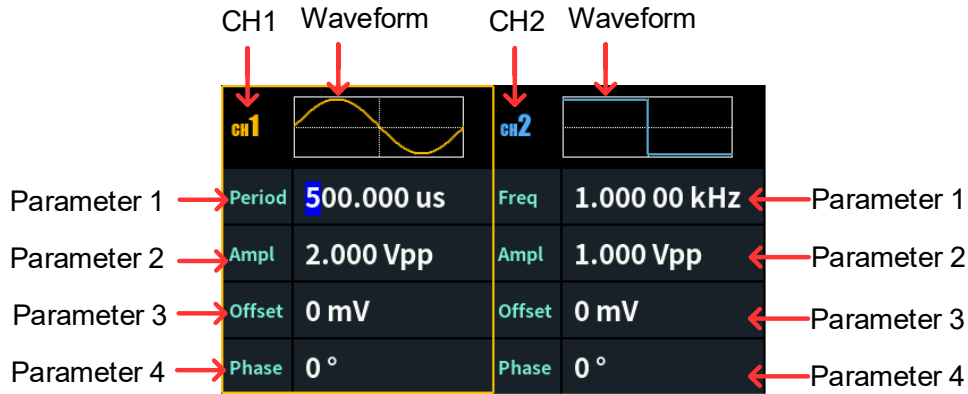 CH1 Waveform CH2 Waveform
CH1 CH2
Parameter 1 Period 500.000 us Freq 1.000 00 kHz Parameter 1
Parameter 2 Ampl 2.000 Vpp Ampl 1.000 Vpp Parameter 2
Parameter 3 Offset 0 mV Offset 0 mV Parameter 3
Parameter 4 Phase 0 ° Phase 0 ° Parameter 4